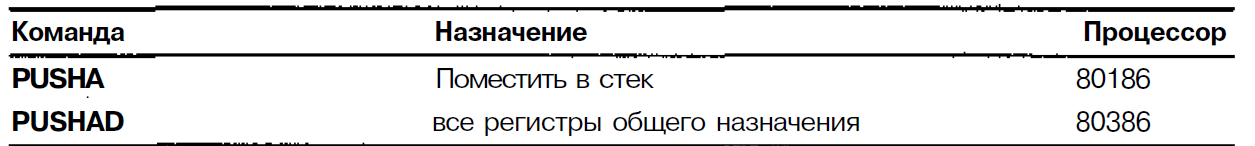 Команда Назначение Процессор
PUSHA Поместить в стек 80186
PUSHAD все регистры общего назначения 80386